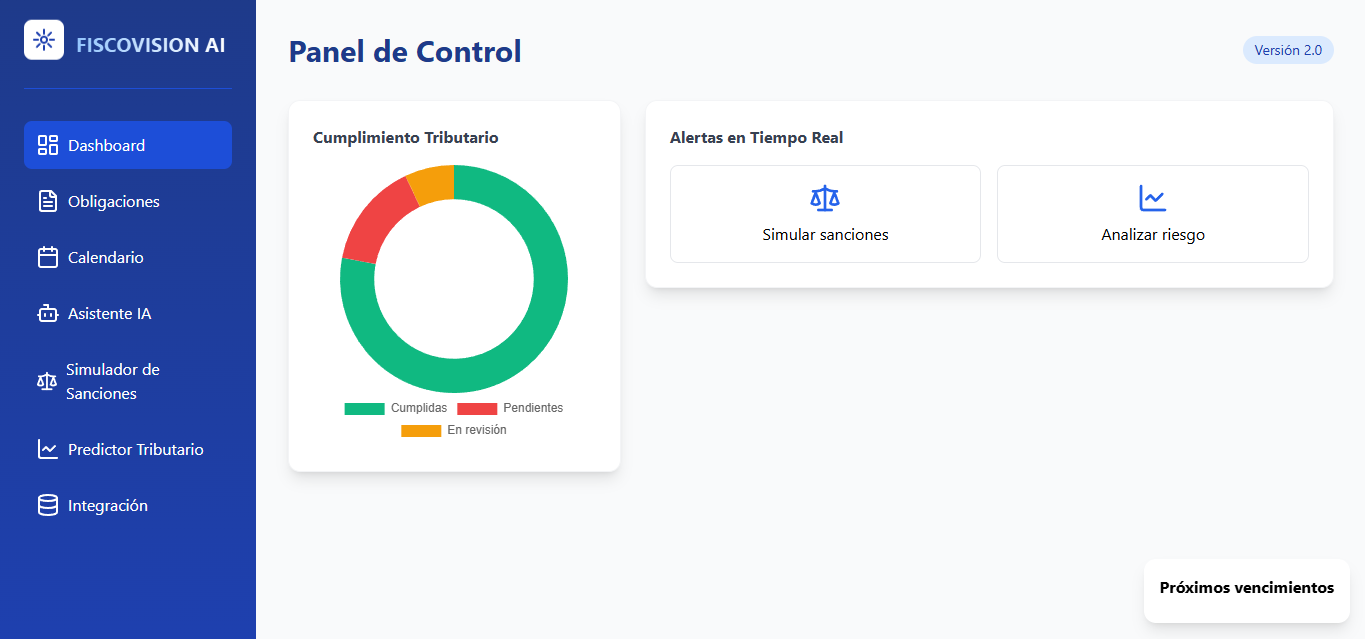 FISCOVISION AI
Dashboard
Obligaciones
Calendario
Asistente IA
Simulador de
Sanciones
Predictor Tributario
Integración
Panel de Control
Versión 2.0
Cumplimiento Tributario
Cumplidas
Pendientes
En revisión
Alertas en Tiempo Real
Simular sanciones
Analizar riesgo
Próximos vencimientos